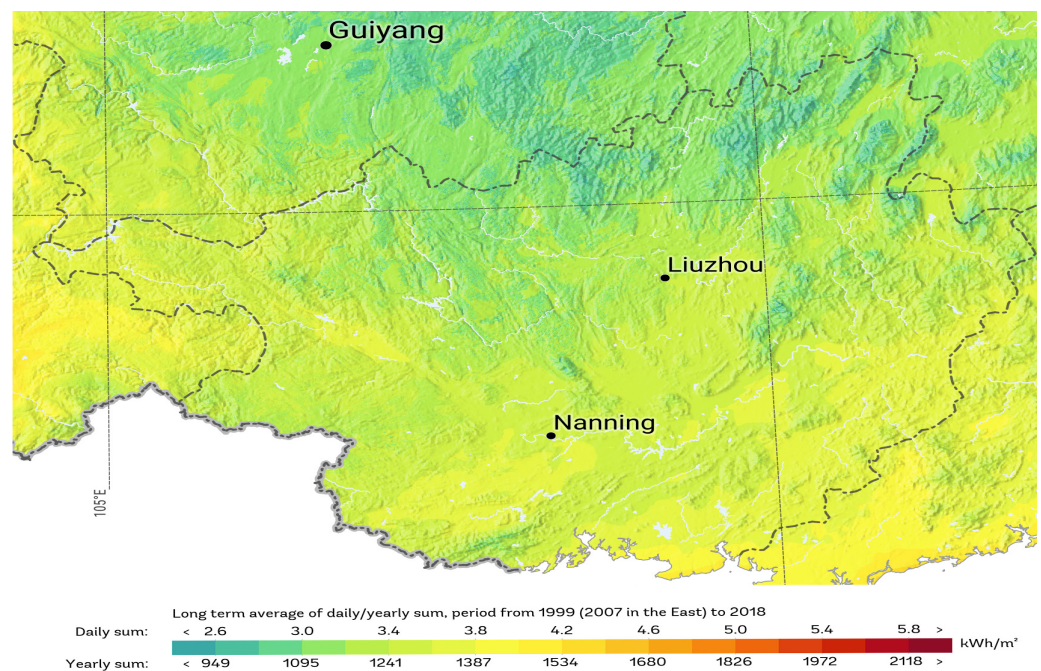 Guiyang
Liuzhou
Nanning
105°E
Long term average of daily/yearly sum, period from 1999 (2007 in the East) to 2018
Daily sum: < 2.6 3.0 3.4 3.8 4.2 4.6 5.0 5.4 5.8 >
kWh/m²
Yearly sum: < 949 1095 1241 1387 1534 1680 1826 1972 2118 >